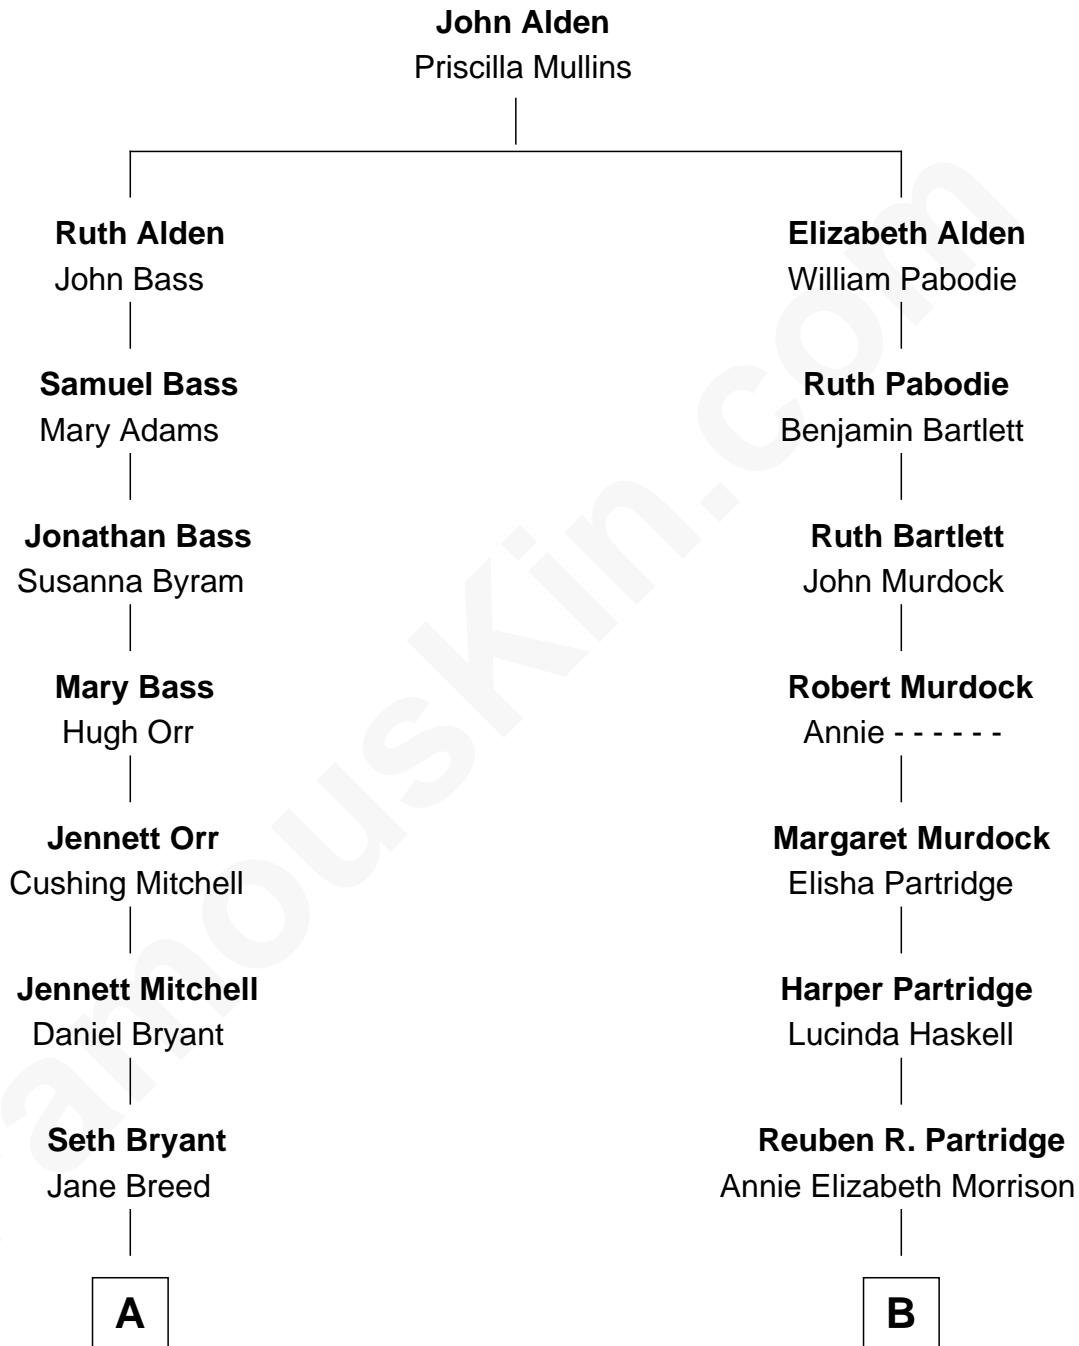 John Alden
Priscilla Mullins
Ruth Alden
John Bass
Elizabeth Alden
William Pabodie
Samuel Bass
Mary Adams
Ruth Pabodie
Benjamin Bartlett
Jonathan Bass
Susanna Byram
Ruth Bartlett
John Murdock
Mary Bass
Hugh Orr
Robert Murdock
Annie - - - - - -
Jennett Orr
Cushing Mitchell
Margaret Murdock
Elisha Partridge
Jennett Mitchell
Daniel Bryant
Harper Partridge
Lucinda Haskell
Seth Bryant
Jane Breed
Reuben R. Partridge
Annie Elizabeth Morrison
A
B
amousKin.com